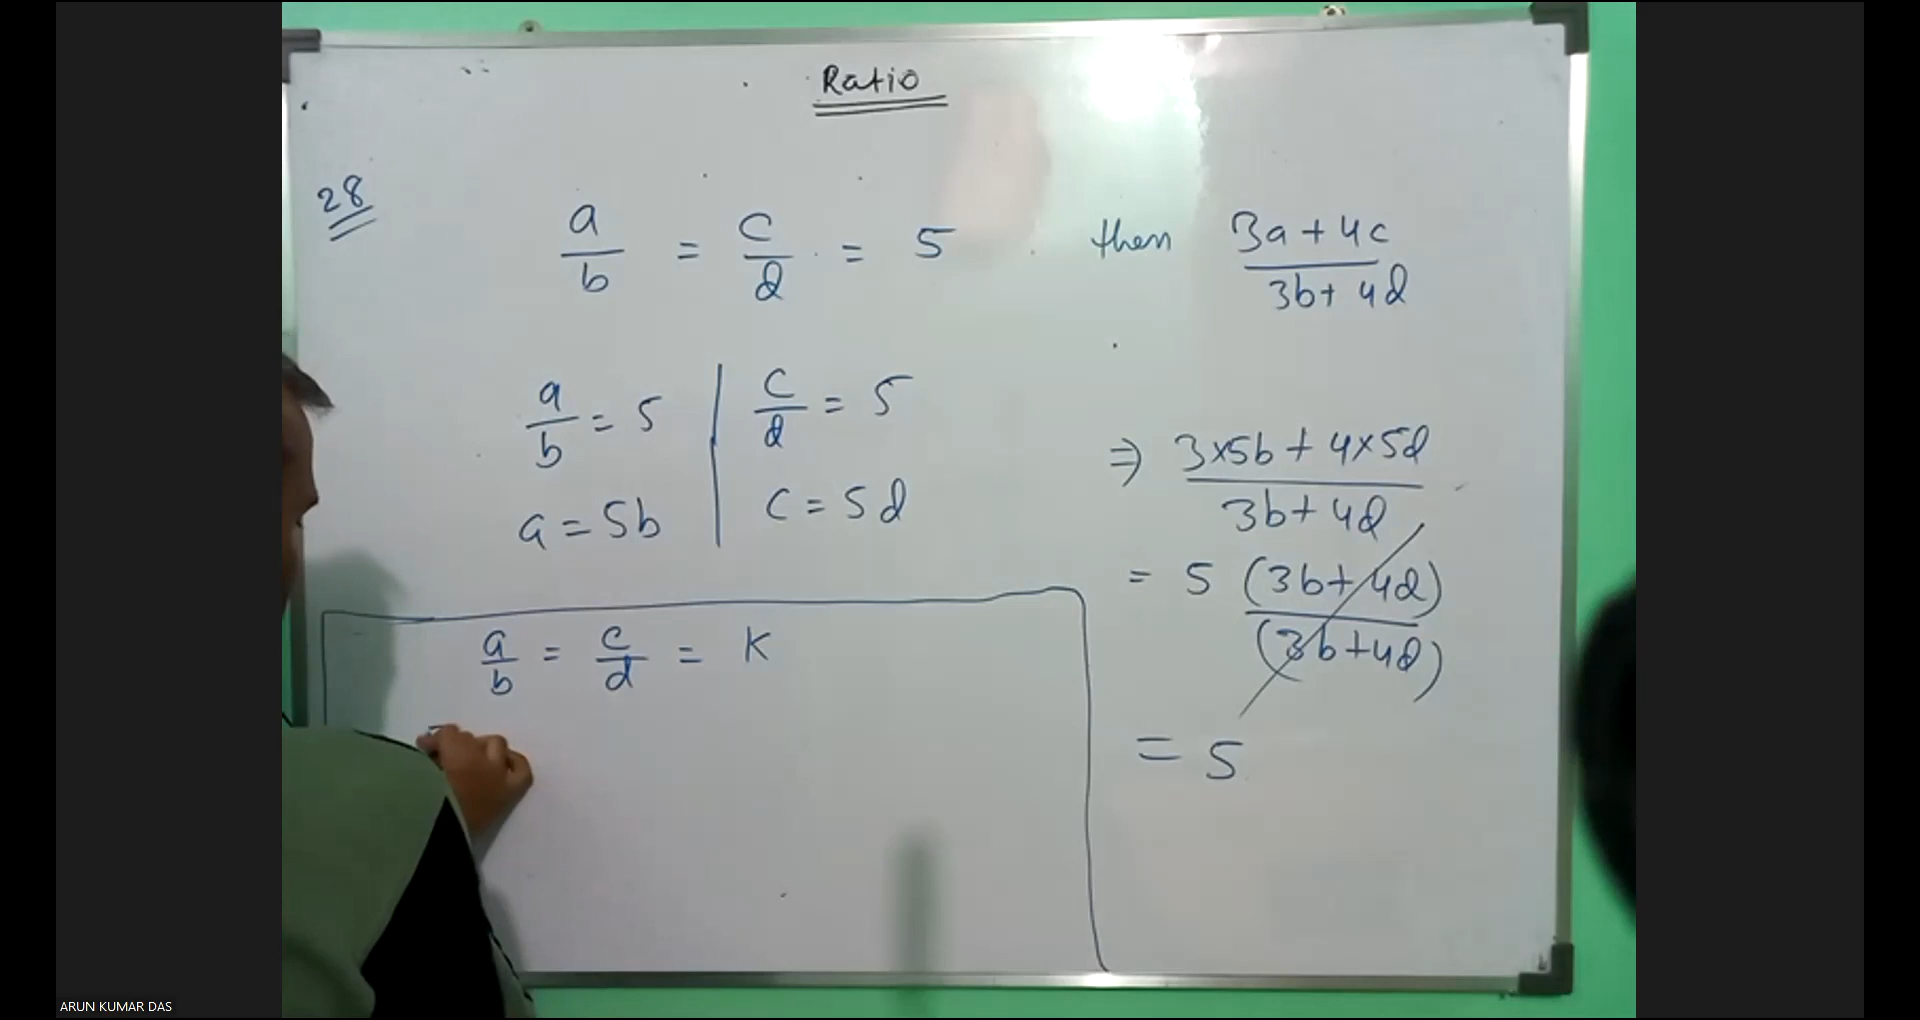 Ratio
28
a/b = c/d = 5 then 3a+4c/3b+4d
a/b = 5
a = 5b
c/d = 5
c = 5d
⇒ 3×5b + 4×5d/3b+4d
= 5 (3b+4d)/(3b+4d)
= 5
a/b = c/d = K
ARUN KUMAR DAS